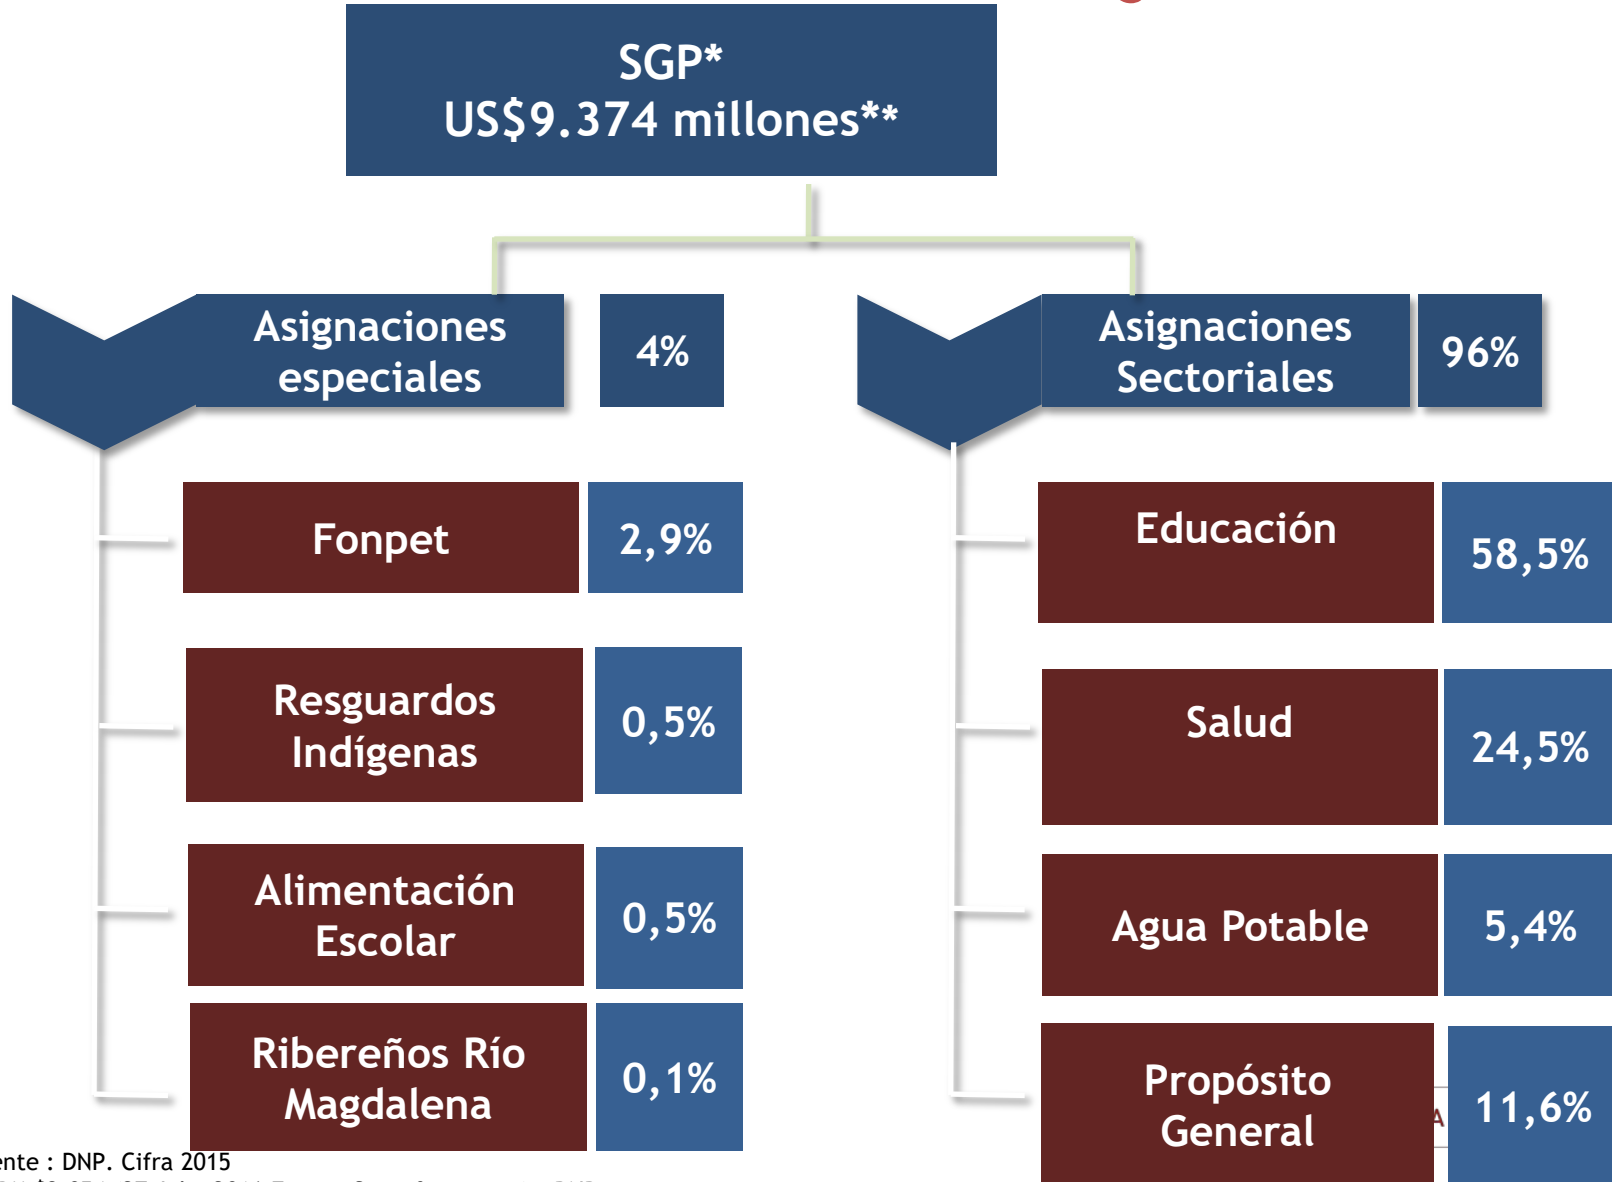 SGP*
US$9.374 millones**
Asignaciones
especiales
4%
Fonpet
2,9%
Resguardos
Indígenas
0,5%
Alimentación
Escolar
0,5%
Ribereños Río
Magdalena
0,1%
Asignaciones
Sectoriales
96%
Educación
58,5%
Salud
24,5%
Agua Potable
5,4%
Propósito
General
11,6%
A
ente : DNP. Cifra 2015